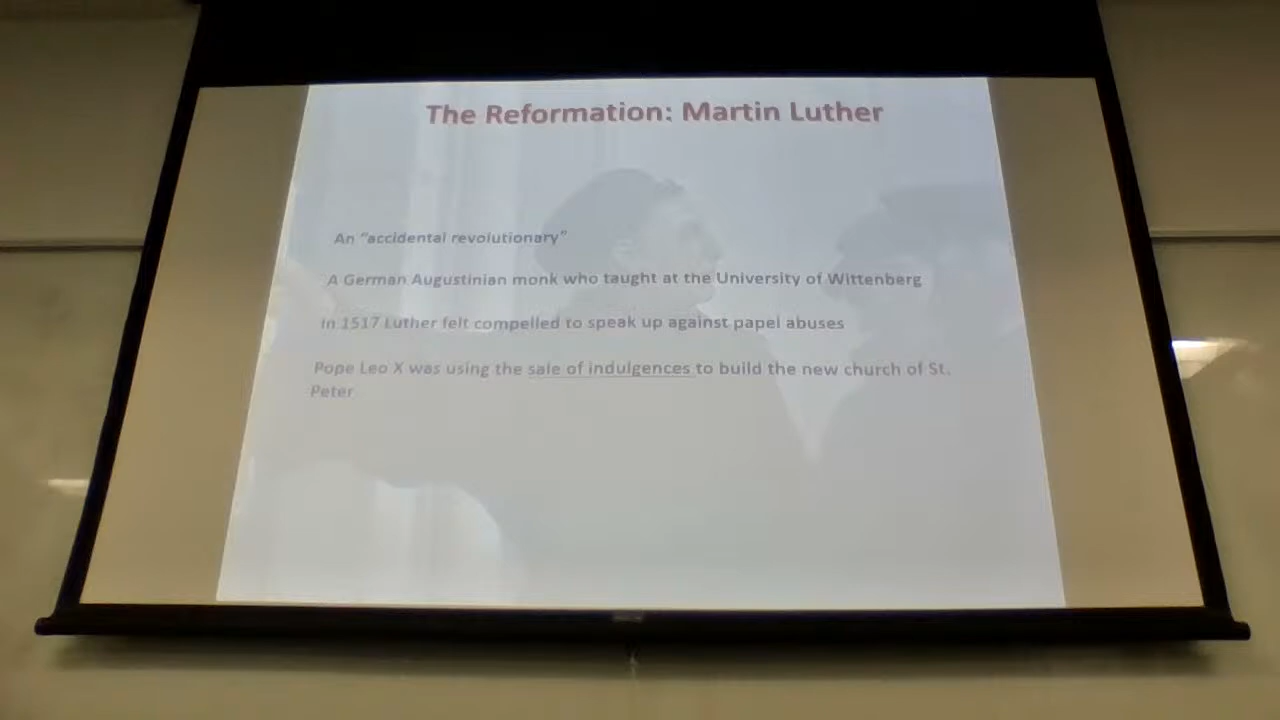 The Reformation: Martin Luther
An “accidental revolutionary”
A German Augustinian monk who taught at the University of Wittenberg
In 1517 Luther felt compelled to speak up against papel abuses
Pope Leo X was using the sale of indulgences to build the new church of St.
Peter